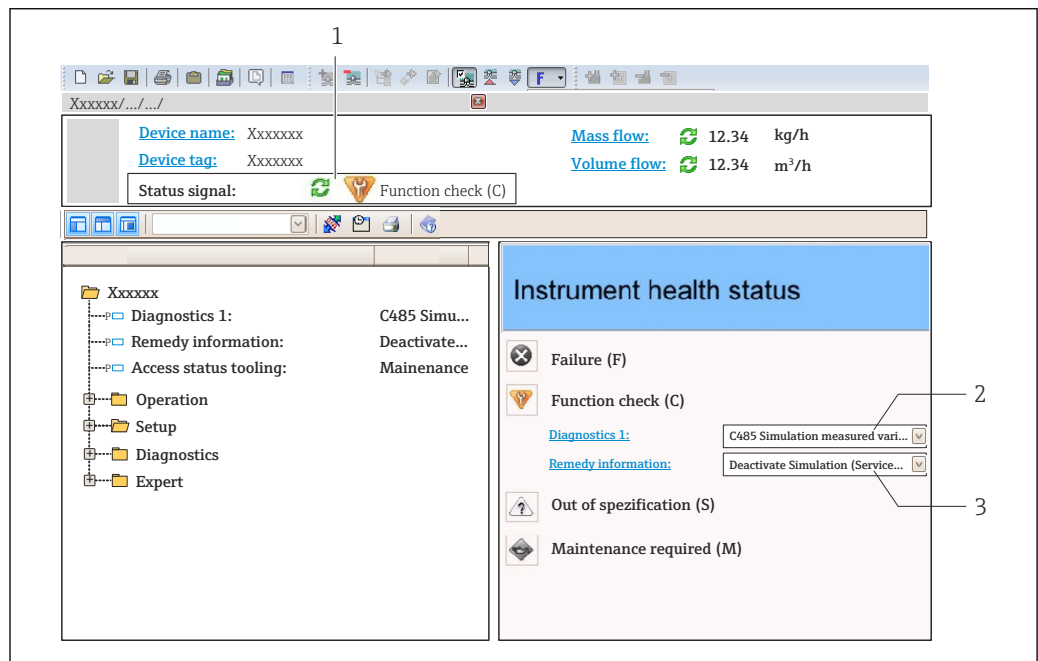 1
F
Xxxxxx/.../.../
Device name: Xxxxxxx
Mass flow: 12.34 kg/h
Device tag: Xxxxxxx
Volume flow: 12.34 m³/h
Status signal: Function check (C)
Xxxxxx
Diagnostics 1: C485 Simu...
Remedy information: Deactivate...
Access status tooling: Mainenance
Operation
Setup
Diagnostics
Expert
Instrument health status
Failure (F)
Function check (C)
2
Diagnostics 1: C485 Simulation measured vari...
Remedy information: Deactivate Simulation (Service...
Out of spezification (S)
3
Maintenance required (M)